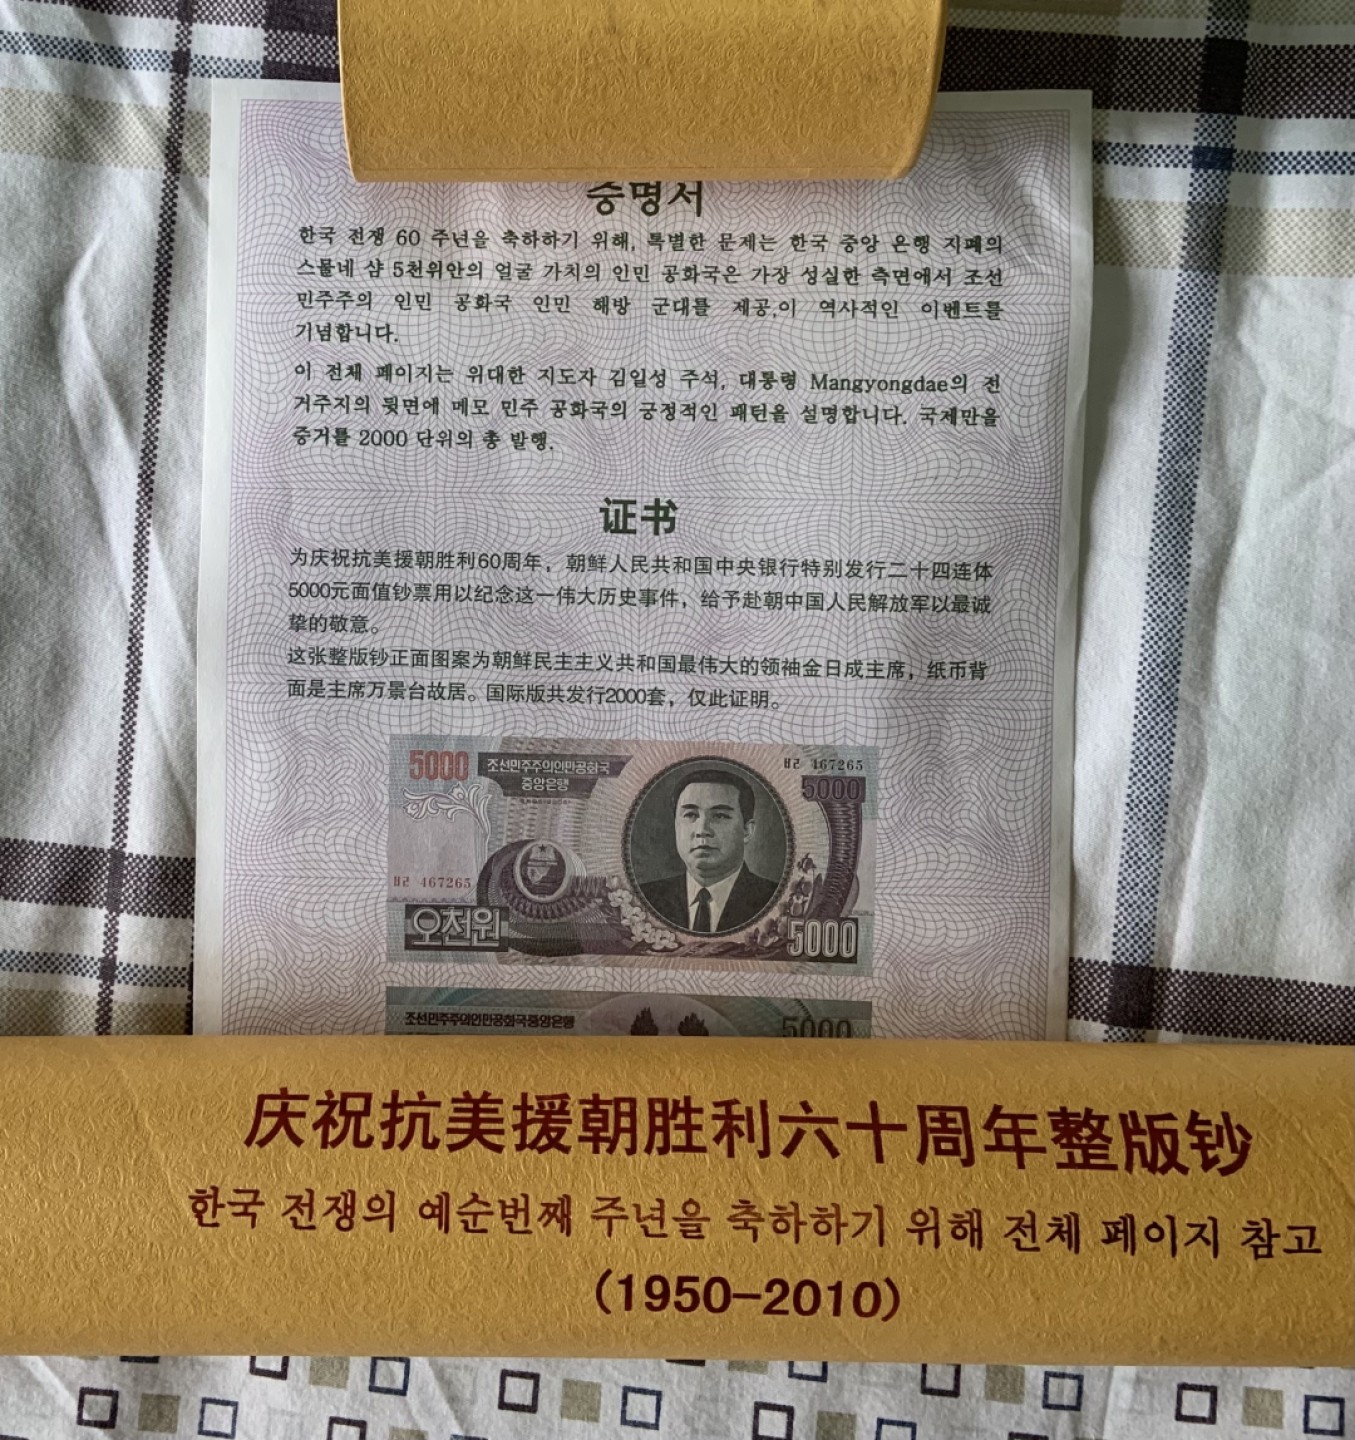 증명서
한국 전쟁 60 주년을 축하하기 위해, 특별한 문제는 한국 중앙 은행 지폐의
스물네 샴 5천위안의 얼굴 가치의 인민 공화국은 가장 성실한 측면에서 조선
민주주의 인민 공화국 인민 해방 군대를 제공,이 역사적인 이벤트를
기념합니다.
이 전체 페이지는 위대한 지도자 김일성 주석, 대통령 Mangyongdae의 전
거주지의 뒷면에 메모 민주 공화국의 긍정적인 패턴을 설명합니다. 국제만을
증거를 2000 단위의 총 발행.
证书
为庆祝抗美援朝胜利60周年，朝鲜人民共和国中央银行特别发行二十四连体
5000元面值钞票用以纪念这一伟大历史事件，给予赴朝中国人民解放军以最诚
挚的敬意。
这张整版钞正面图案为朝鲜民主主义共和国最伟大的领袖金日成主席，纸币背
面是主席万景台故居。国际版共发行2000套，仅此证明。
5000 조선민주주의인민공화국 ㅂㄹ 467265
중앙은행 5000
ㅂㄹ 467265
오천원 5000
조선민주주의인민공화국중앙은행 5000
庆祝抗美援朝胜利六十周年整版钞
한국 전쟁의 예순번째 주년을 축하하기 위해 전체 페이지 참고
(1950-2010)